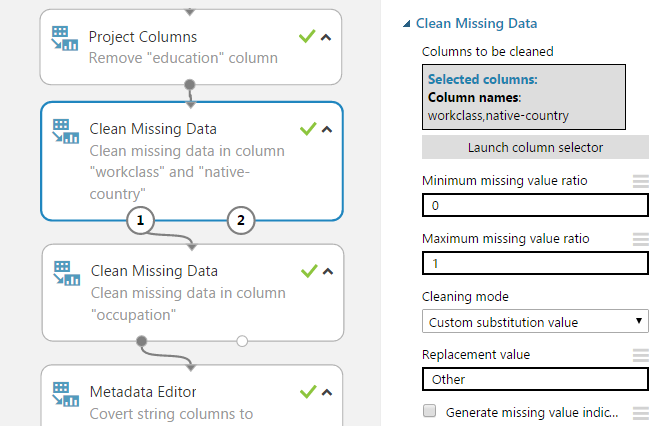 Project Columns
Remove "education" column
Clean Missing Data
Clean missing data in column
"workclass" and "native-
country"
1
2
Clean Missing Data
Clean missing data in column
"occupation"
Metadata Editor
Covert string columns to
Clean Missing Data
Columns to be cleaned
Selected columns:
Column names:
workclass,native-country
Launch column selector
Minimum missing value ratio
0
Maximum missing value ratio
1
Cleaning mode
Custom substitution value
Replacement value
Other
Generate missing value indic...